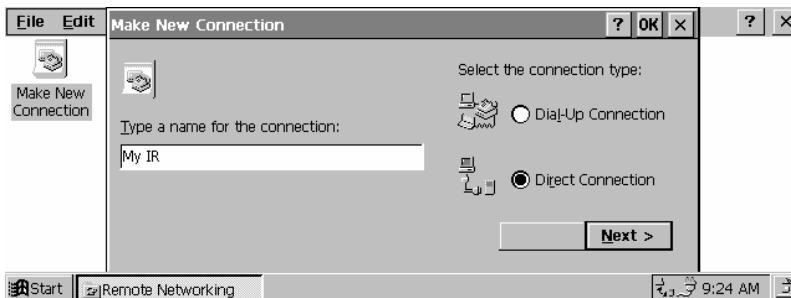 File Edit Make New Connection ? OK × ? ×
Make New
Connection
Select the connection type:
Dial-Up Connection
Type a name for the connection:
My IR
Direct Connection
Next >
Start Remote Networking 9:24 AM